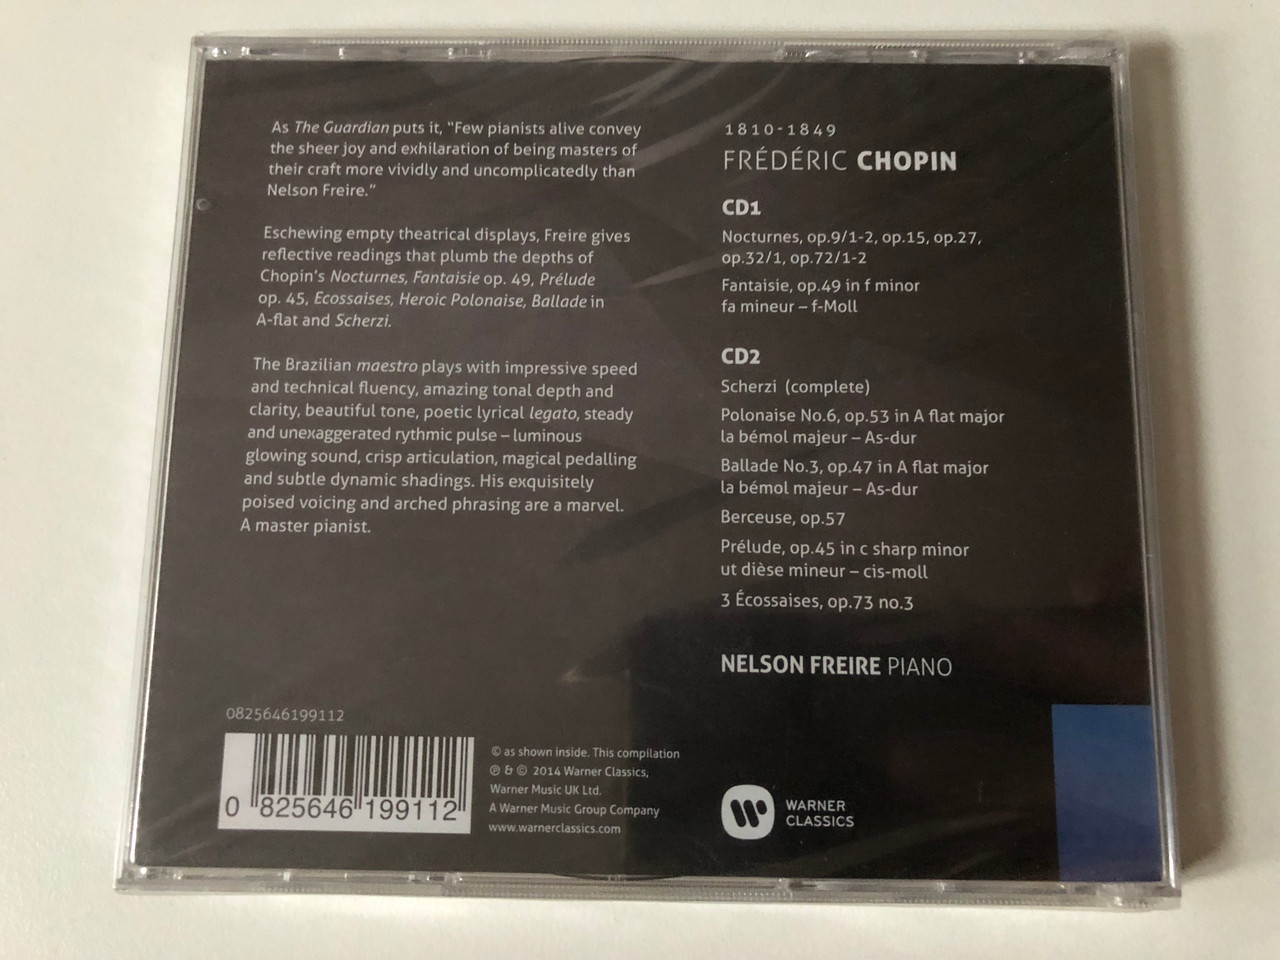 As The Guardian puts it, “Few pianists alive convey
the sheer joy and exhilaration of being masters of
their craft more vividly and uncomplicatedly than
Nelson Freire.”
Eschewing empty theatrical displays, Freire gives
reflective readings that plumb the depths of
Chopin's Nocturnes, Fantaisie op. 49, Prélude
op. 45, Ecossaises, Heroic Polonaise, Ballade in
A-flat and Scherzi.
The Brazilian maestro plays with impressive speed
and technical fluency, amazing tonal depth and
clarity, beautiful tone, poetic lyrical legato, steady
and unexaggerated rythmic pulse – luminous
glowing sound, crisp articulation, magical pedalling
and subtle dynamic shadings. His exquisitely
poised voicing and arched phrasing are a marvel.
A master pianist.
1810-1849
FRÉDÉRIC CHOPIN
CD1
Nocturnes, op.9/1-2, op.15, op.27,
op.32/1, op.72/1-2
Fantaisie, op.49 in f minor
fa mineur – f-Moll
CD2
Scherzi (complete)
Polonaise No.6, op.53 in A flat major
la bémol majeur – As-dur
Ballade No.3, op.47 in A flat major
la bémol majeur – As-dur
Berceuse, op.57
Prélude, op.45 in c sharp minor
ut dièse mineur – cis-moll
3 Écossaises, op.73 no.3
NELSON FREIRE PIANO
0825646199112
0 825646 199112
© as shown inside. This compilation
℗ & © 2014 Warner Classics,
Warner Music UK Ltd.
A Warner Music Group Company
www.warnerclassics.com
WARNER
CLASSICS